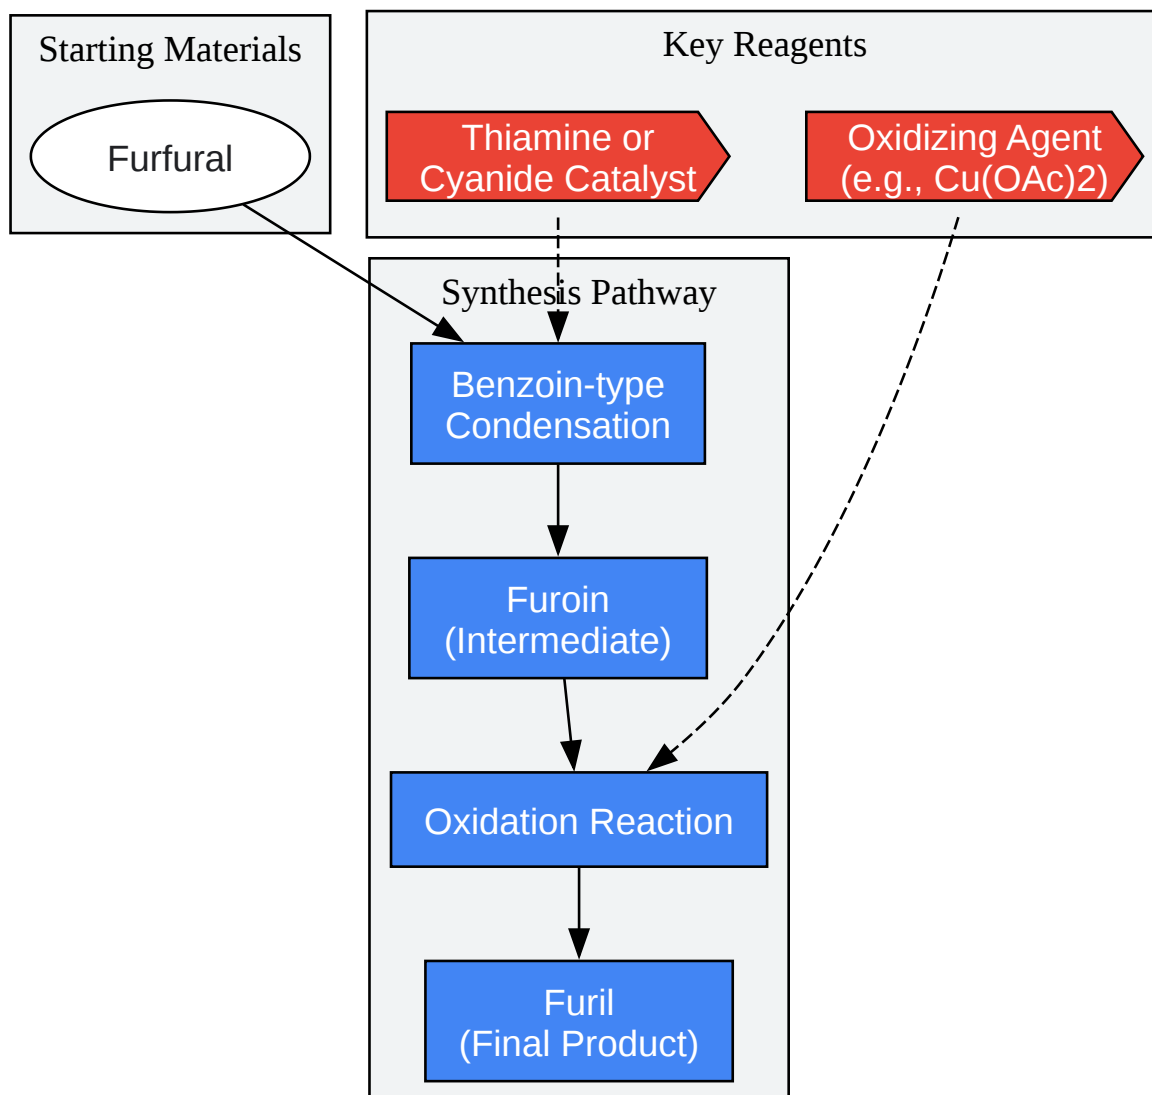 Starting Materials
Furfural
Key Reagents
Thiamine or
Cyanide Catalyst
Oxidizing Agent
(e.g., Cu(OAc)2)
Synthesis Pathway
Benzoin-type
Condensation
Furoin
(Intermediate)
Oxidation Reaction
Furil
(Final Product)